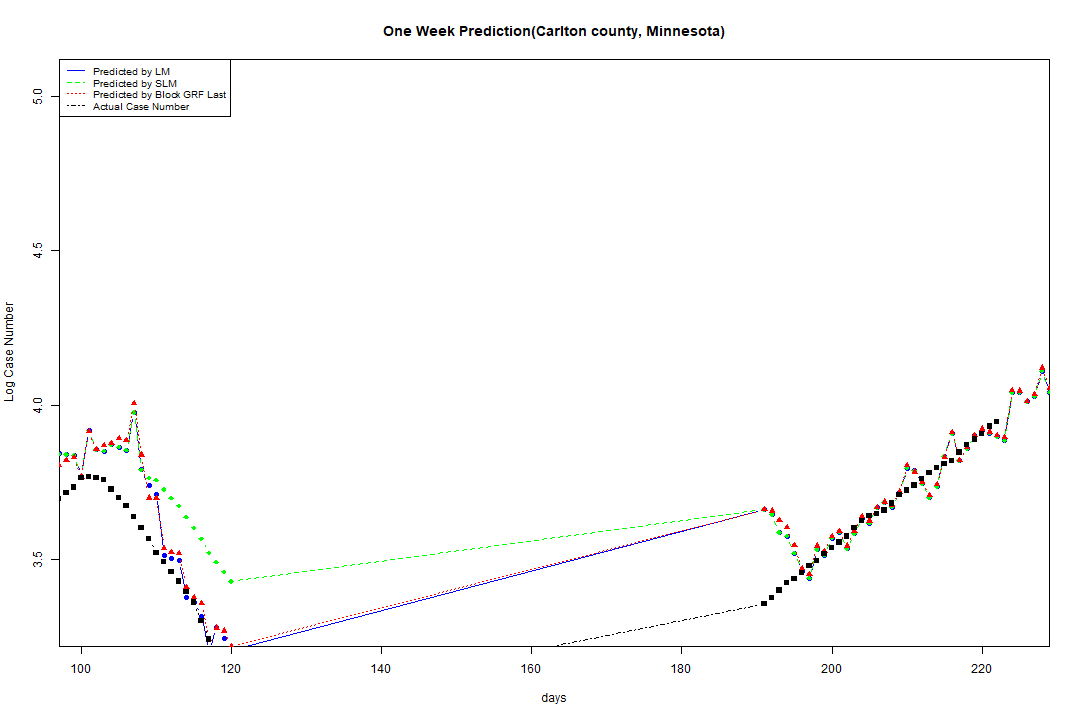 One Week Prediction(Carlton county, Minnesota)
Predicted by LM
Predicted by SLM
Predicted by Block GRF Last
Actual Case Number
5.0
4.5
4.0
3.5
Log Case Number
100 120 140 160 180 200 220
days